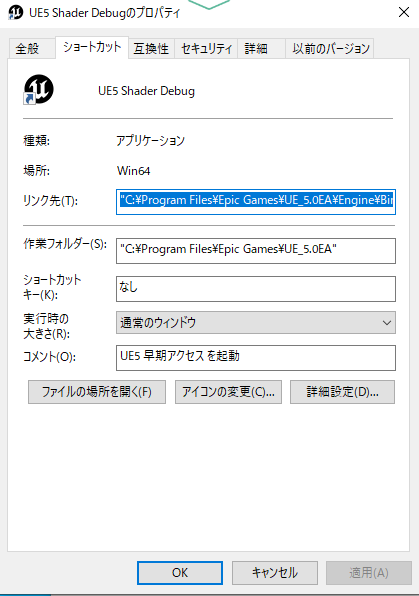 UE5 Shader Debugのプロパティ
全般 ショートカット 互換性 セキュリティ 詳細 以前のバージョン
UE5 Shader Debug
種類: アプリケーション
場所: Win64
リンク先(T): "C:¥Program Files¥Epic Games¥UE_5.0EA¥Engine¥Bin
作業フォルダー(S): "C:¥Program Files¥Epic Games¥UE_5.0EA"
ショートカット
キー(K): なし
実行時の
大きさ(R): 通常のウィンドウ
コメント(O): UE5 早期アクセス を起動
ファイルの場所を開く(F) アイコンの変更(C)... 詳細設定(D)...
OK キャンセル 適用(A)